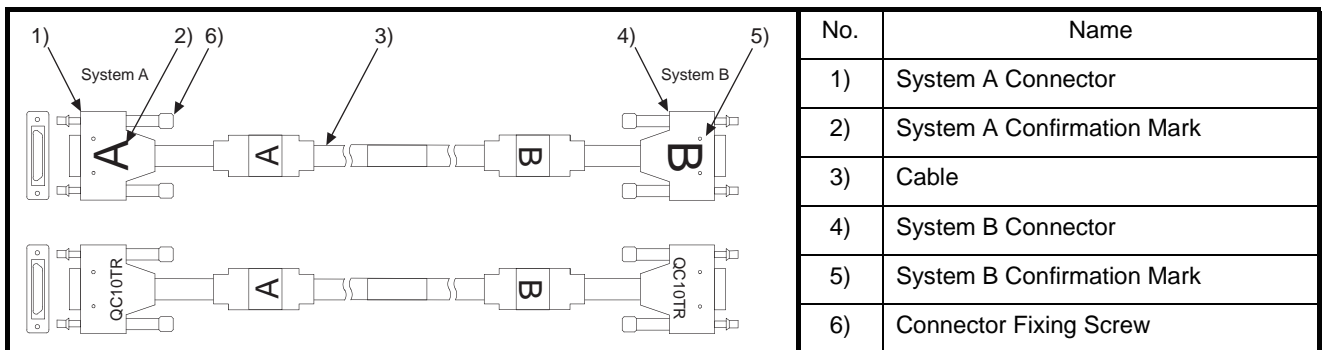 1) 2) 6) 3) 4) 5)
System A System B
A A B B
QC10TR A B QC10TR
No. Name
1) System A Connector
2) System A Confirmation Mark
3) Cable
4) System B Connector
5) System B Confirmation Mark
6) Connector Fixing Screw